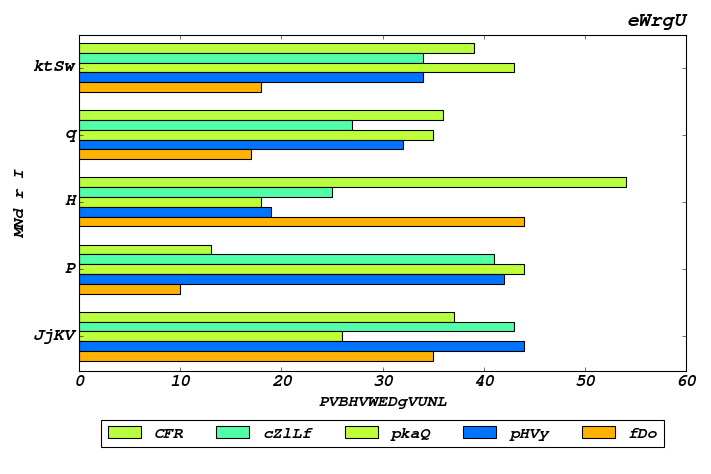 eWrgU
ktSw
q
H
P
JjKV
MNd r I
0 10 20 30 40 50 60
PVBHVWEDgVUNL
CFR cZlLf pkaQ pHVy fDo